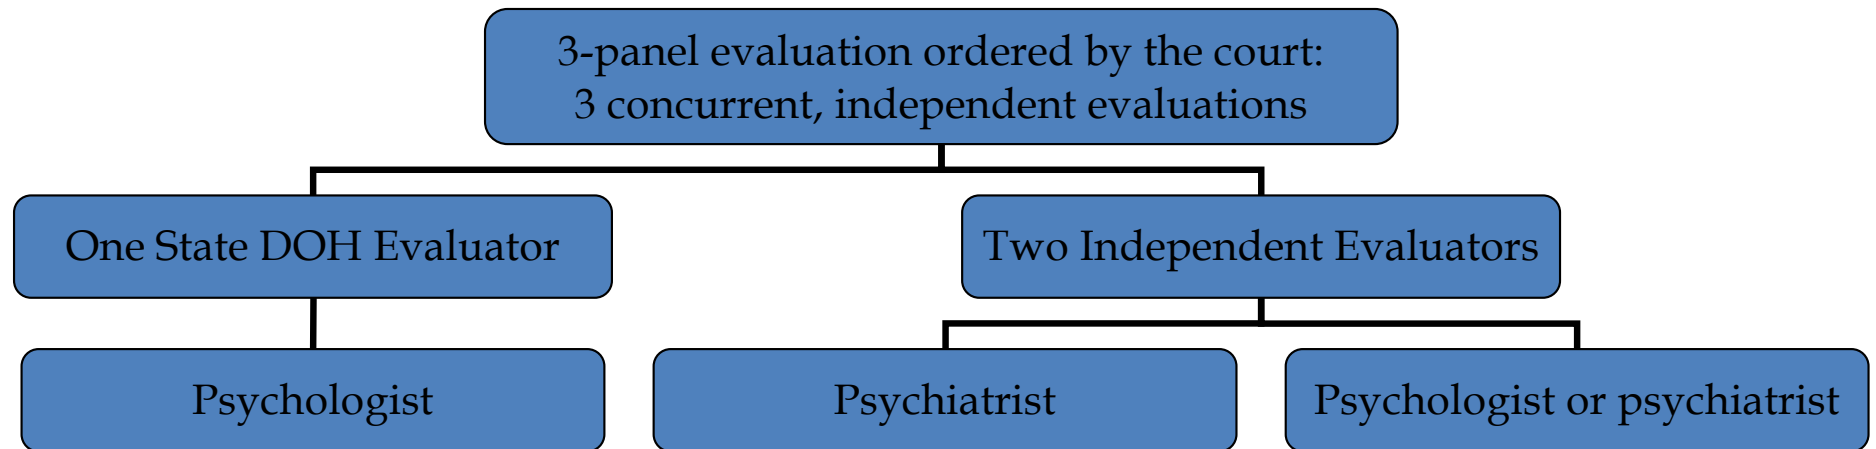 3-panel evaluation ordered by the court:
3 concurrent, independent evaluations
One State DOH Evaluator
Two Independent Evaluators
Psychologist
Psychiatrist
Psychologist or psychiatrist